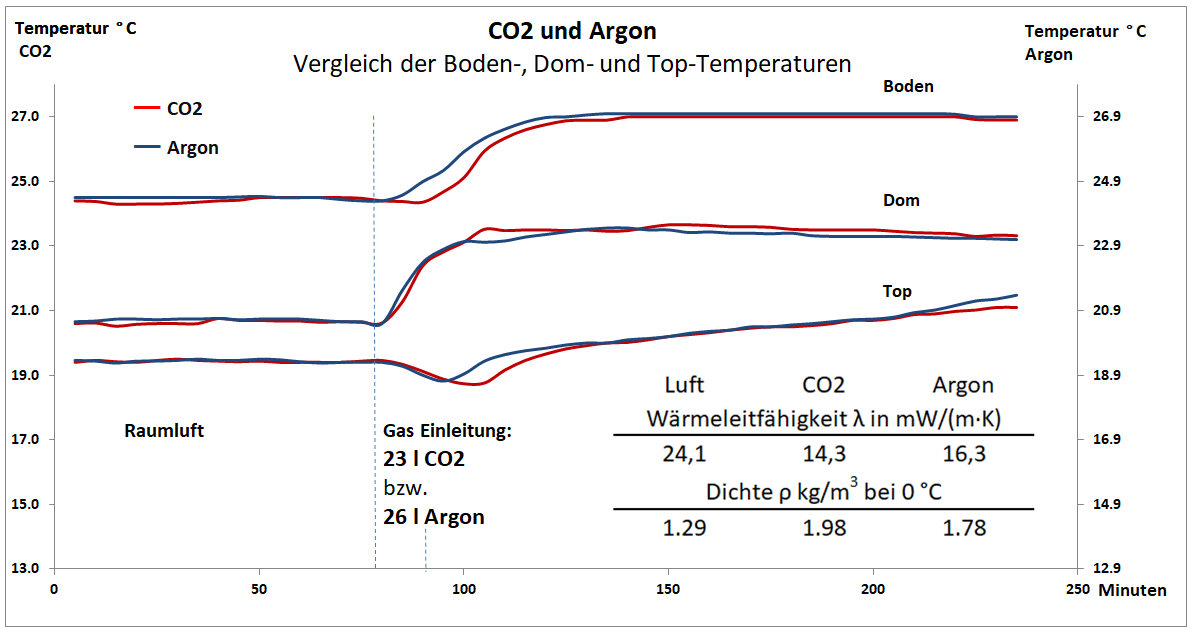 Temperatur °C
CO2
CO2 und Argon
Vergleich der Boden-, Dom- und Top-Temperaturen
Temperatur °C
Argon
CO2
Argon
Boden
Dom
Top
27.0
25.0
23.0
21.0
19.0
17.0
15.0
13.0
26.9
24.9
22.9
20.9
18.9
16.9
14.9
12.9
Raumluft
Gas Einleitung:
23 l CO2
bzw.
26 l Argon
Luft CO2 Argon
Wärmeleitfähigkeit λ in mW/(m·K)
24,1 14,3 16,3
Dichte ρ kg/m³ bei 0 °C
1.29 1.98 1.78
0 50 100 150 200 250 Minuten